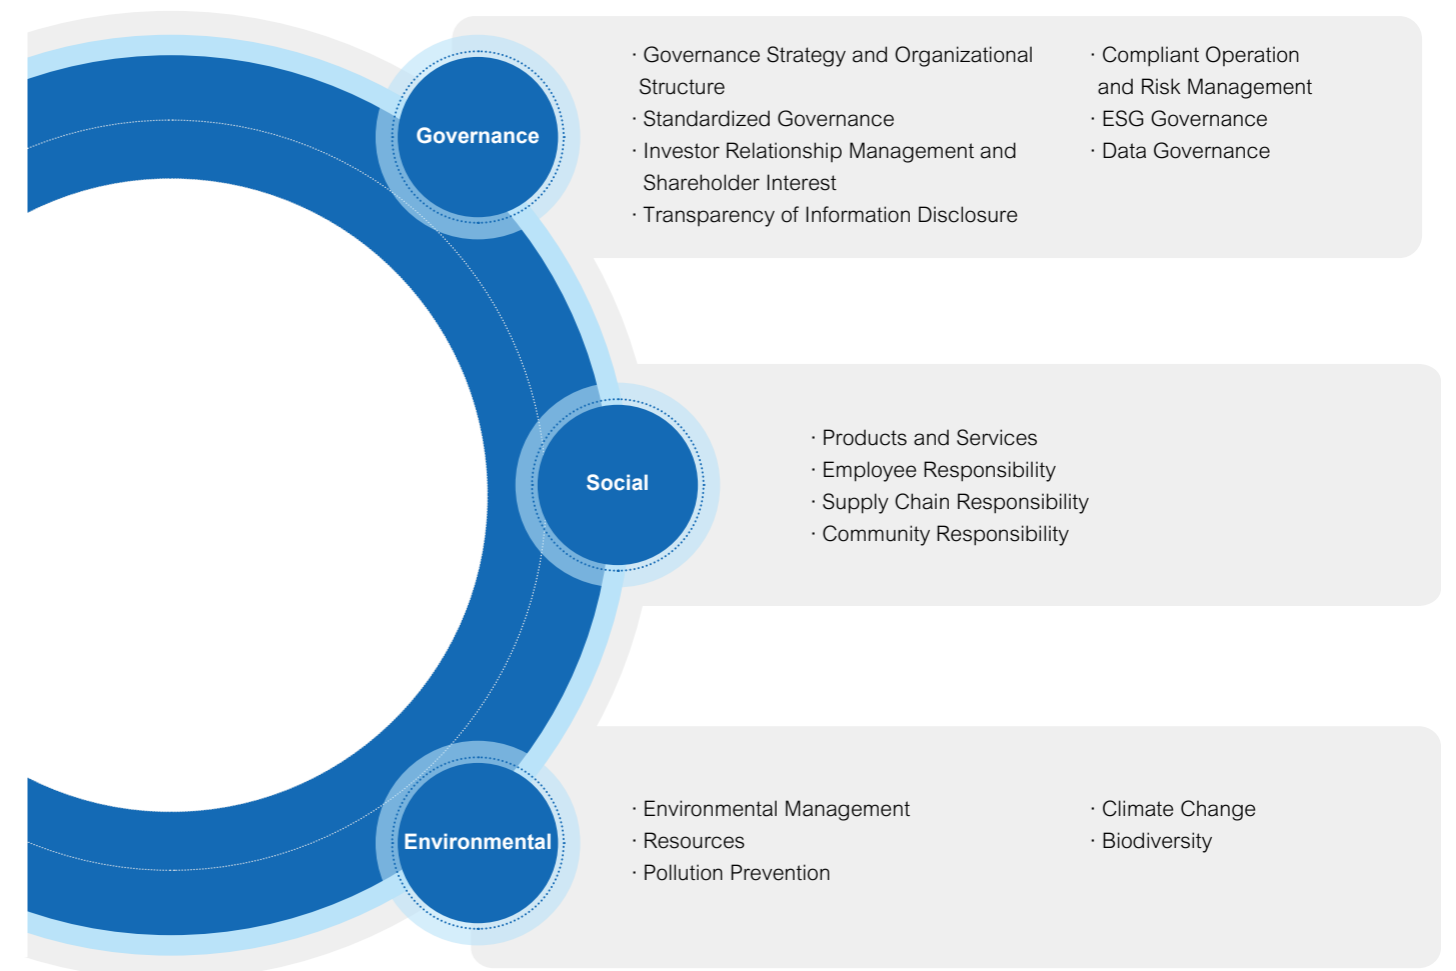 Governance
· Governance Strategy and Organizational
Structure
· Standardized Governance
· Investor Relationship Management and
Shareholder Interest
· Transparency of Information Disclosure
· Compliant Operation
and Risk Management
· ESG Governance
· Data Governance
Social
· Products and Services
· Employee Responsibility
· Supply Chain Responsibility
· Community Responsibility
Environmental
· Environmental Management
· Resources
· Pollution Prevention
· Climate Change
· Biodiversity